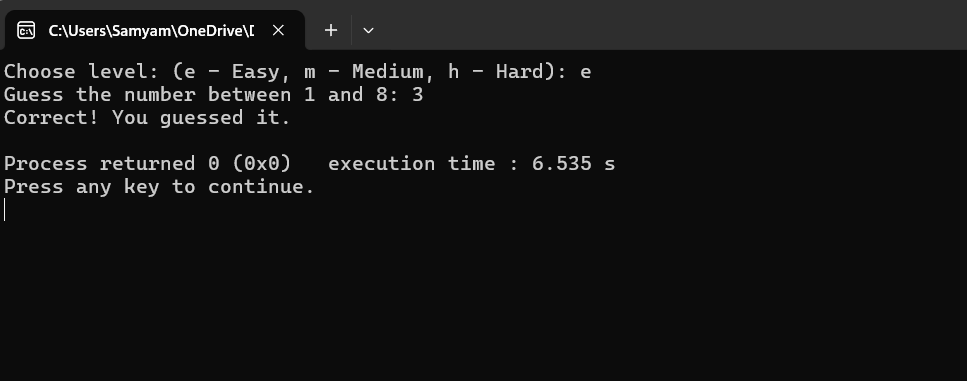 C:\Users\Samyam\OneDrive\D
Choose level: (e - Easy, m - Medium, h - Hard): e
Guess the number between 1 and 8: 3
Correct! You guessed it.
Process returned 0 (0x0)   execution time : 6.535 s
Press any key to continue.